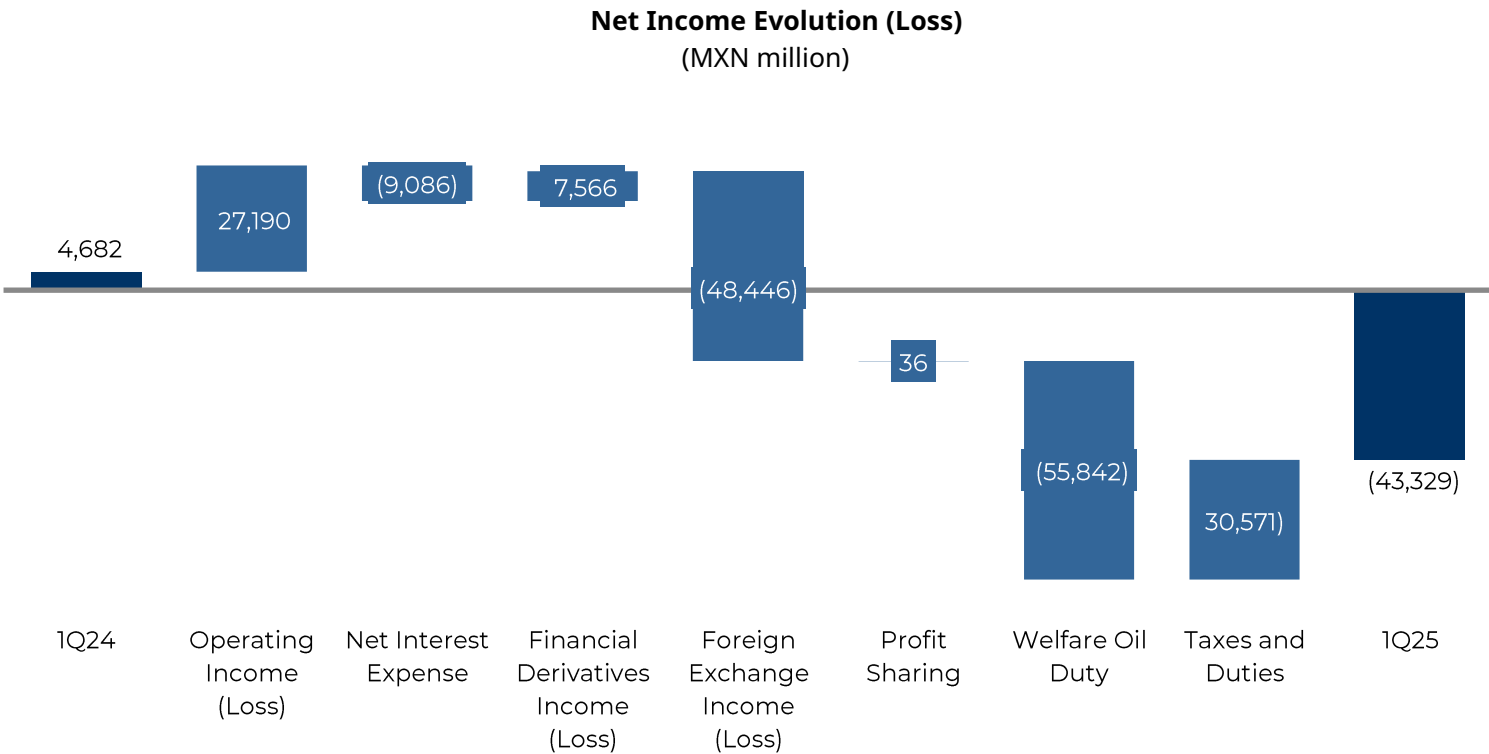 Net Income Evolution (Loss)
(MXN million)
4,682
27,190
(9,086)
7,566
(48,446)
36
(55,842)
30,571)
(43,329)
1Q24
Operating
Income
(Loss)
Net Interest
Expense
Financial
Derivatives
Income
(Loss)
Foreign
Exchange
Income
(Loss)
Profit
Sharing
Welfare Oil
Duty
Taxes and
Duties
1Q25